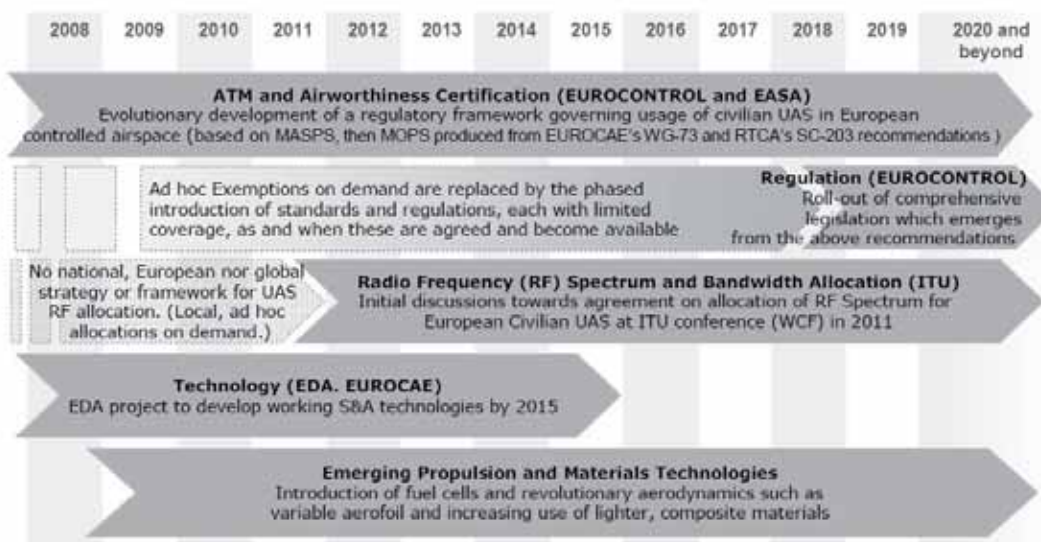 2008 2009 2010 2011 2012 2013 2014 2015 2016 2017 2018 2019 2020 and
beyond
ATM and Airworthiness Certification (EUROCONTROL and EASA)
Evolutionary development of a regulatory framework governing usage of civilian UAS in European
controlled airspace (based on MASPS, then MOPS produced from EUROCAE's WG-73 and RTCA's SC-203 recommendations )
Ad hoc Exemptions on demand are replaced by the phased
introduction of standards and regulations, each with limited
coverage, as and when these are agreed and become available
Regulation (EUROCONTROL)
Roll-out of comprehensive
legislation which emerges
from the above recommendations
No national, European nor global
strategy or framework for UAS
RF allocation. (Local, ad hoc
allocations on demand.)
Radio Frequency (RF) Spectrum and Bandwidth Allocation (ITU)
Initial discussions towards agreement on allocation of RF Spectrum for
European Civilian UAS at ITU conference (WCF) in 2011
Technology (EDA. EUROCAE)
EDA project to develop working S&A technologies by 2015
Emerging Propulsion and Materials Technologies
Introduction of fuel cells and revolutionary aerodynamics such as
variable aerofoil and increasing use of lighter, composite materials